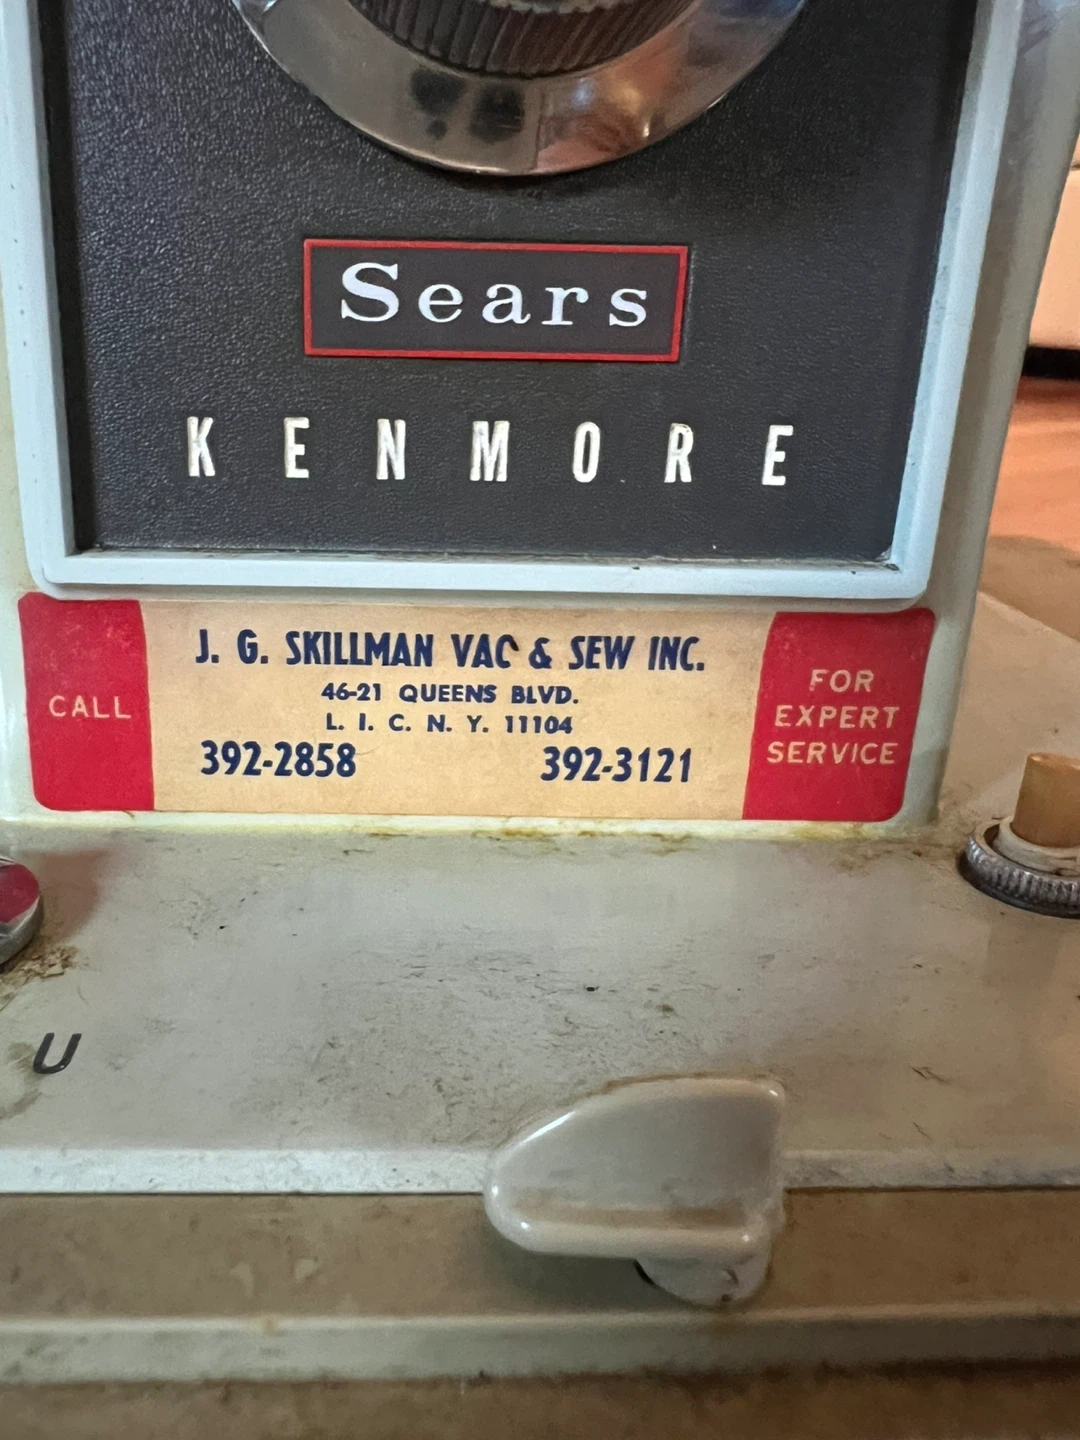 Sears
KENMORE
CALL
J. G. SKILLMAN VAC & SEW INC.
46-21 QUEENS BLVD.
L. I. C. N. Y. 11104
392-2858 392-3121
FOR
EXPERT
SERVICE
U